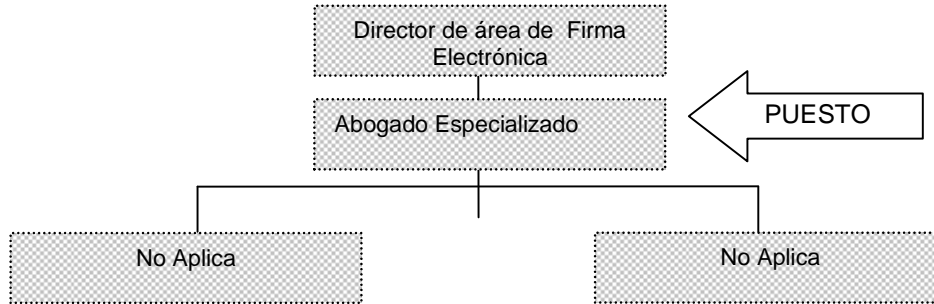 Director de área de Firma
Electrónica
Abogado Especializado
PUESTO
No Aplica
No Aplica